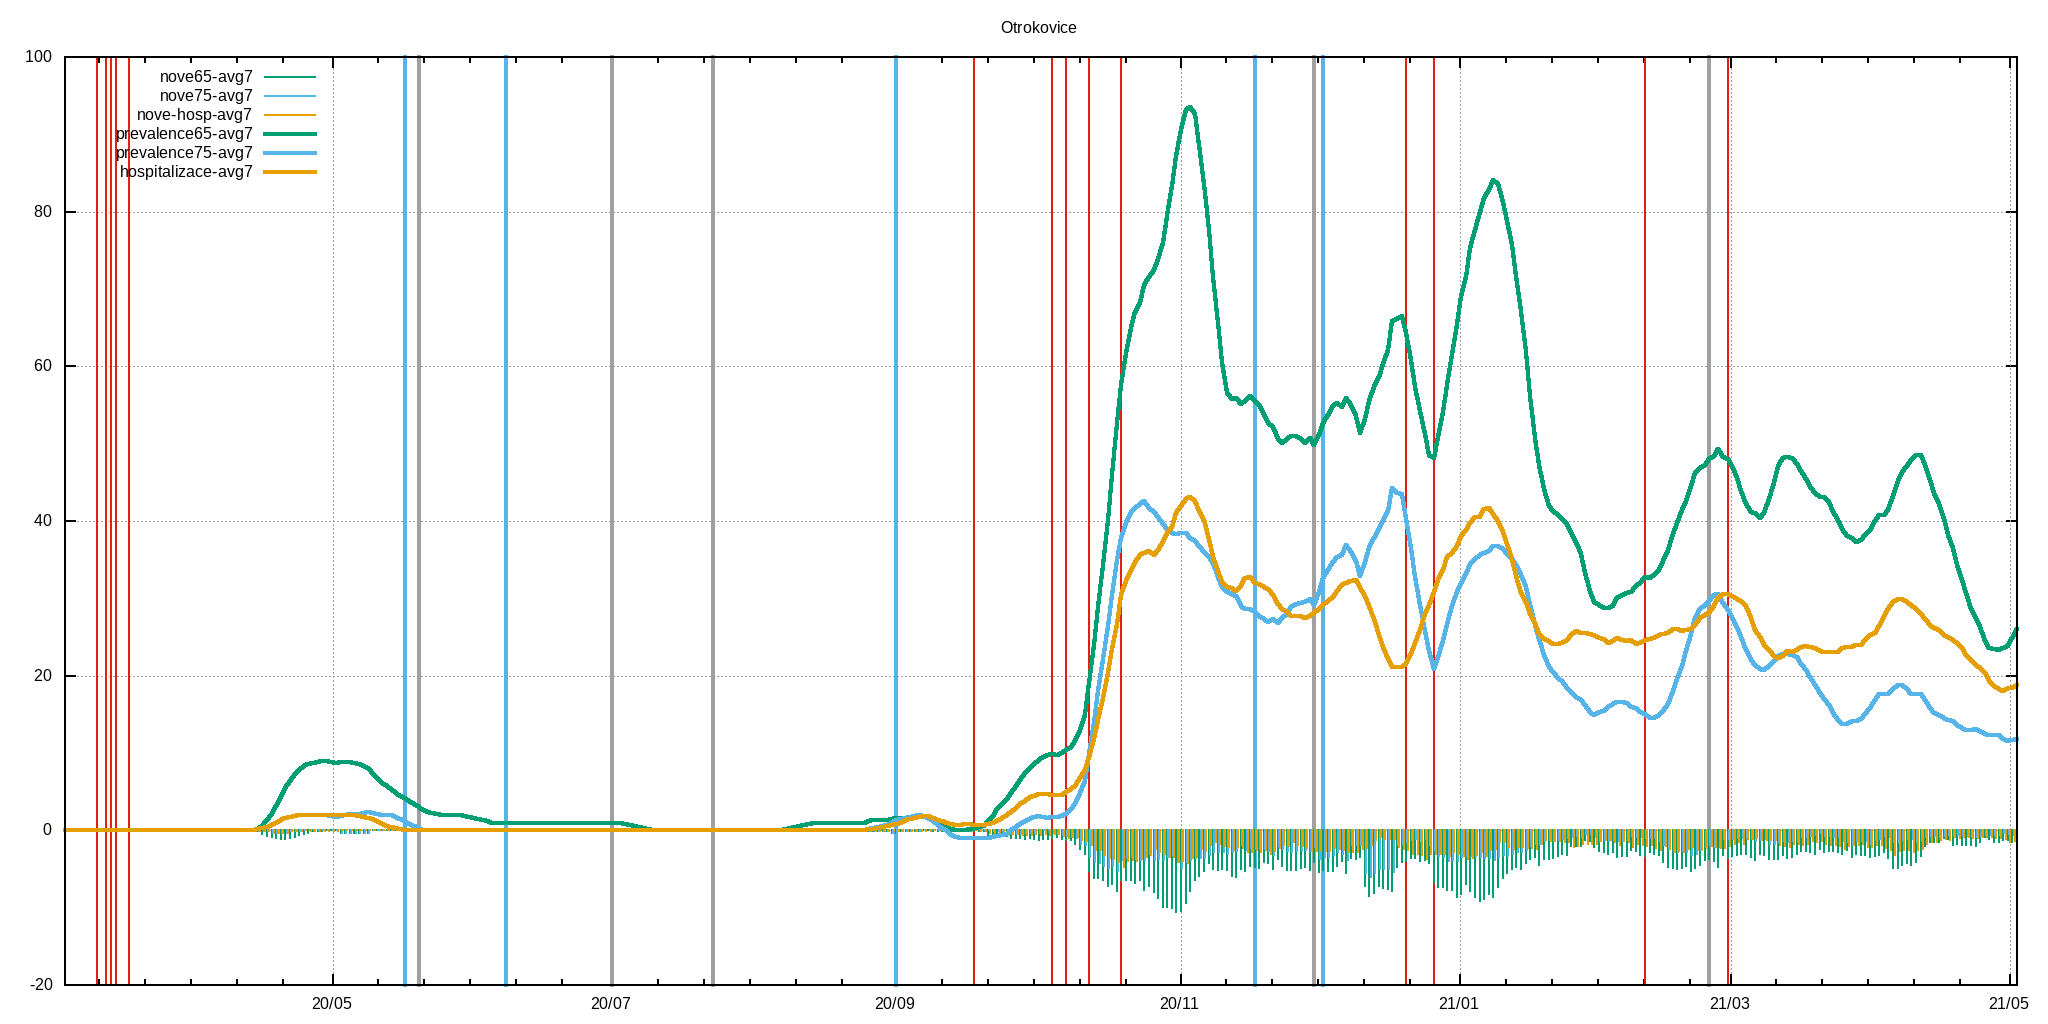 Otrokovice
100
nove65-avg7
nove75-avg7
nove-hosp-avg7
prevalence65-avg7
prevalence75-avg7
hospitalizace-avg7
80
60
40
20
0
-20
20/05 20/07 20/09 20/11 21/01 21/03 21/05